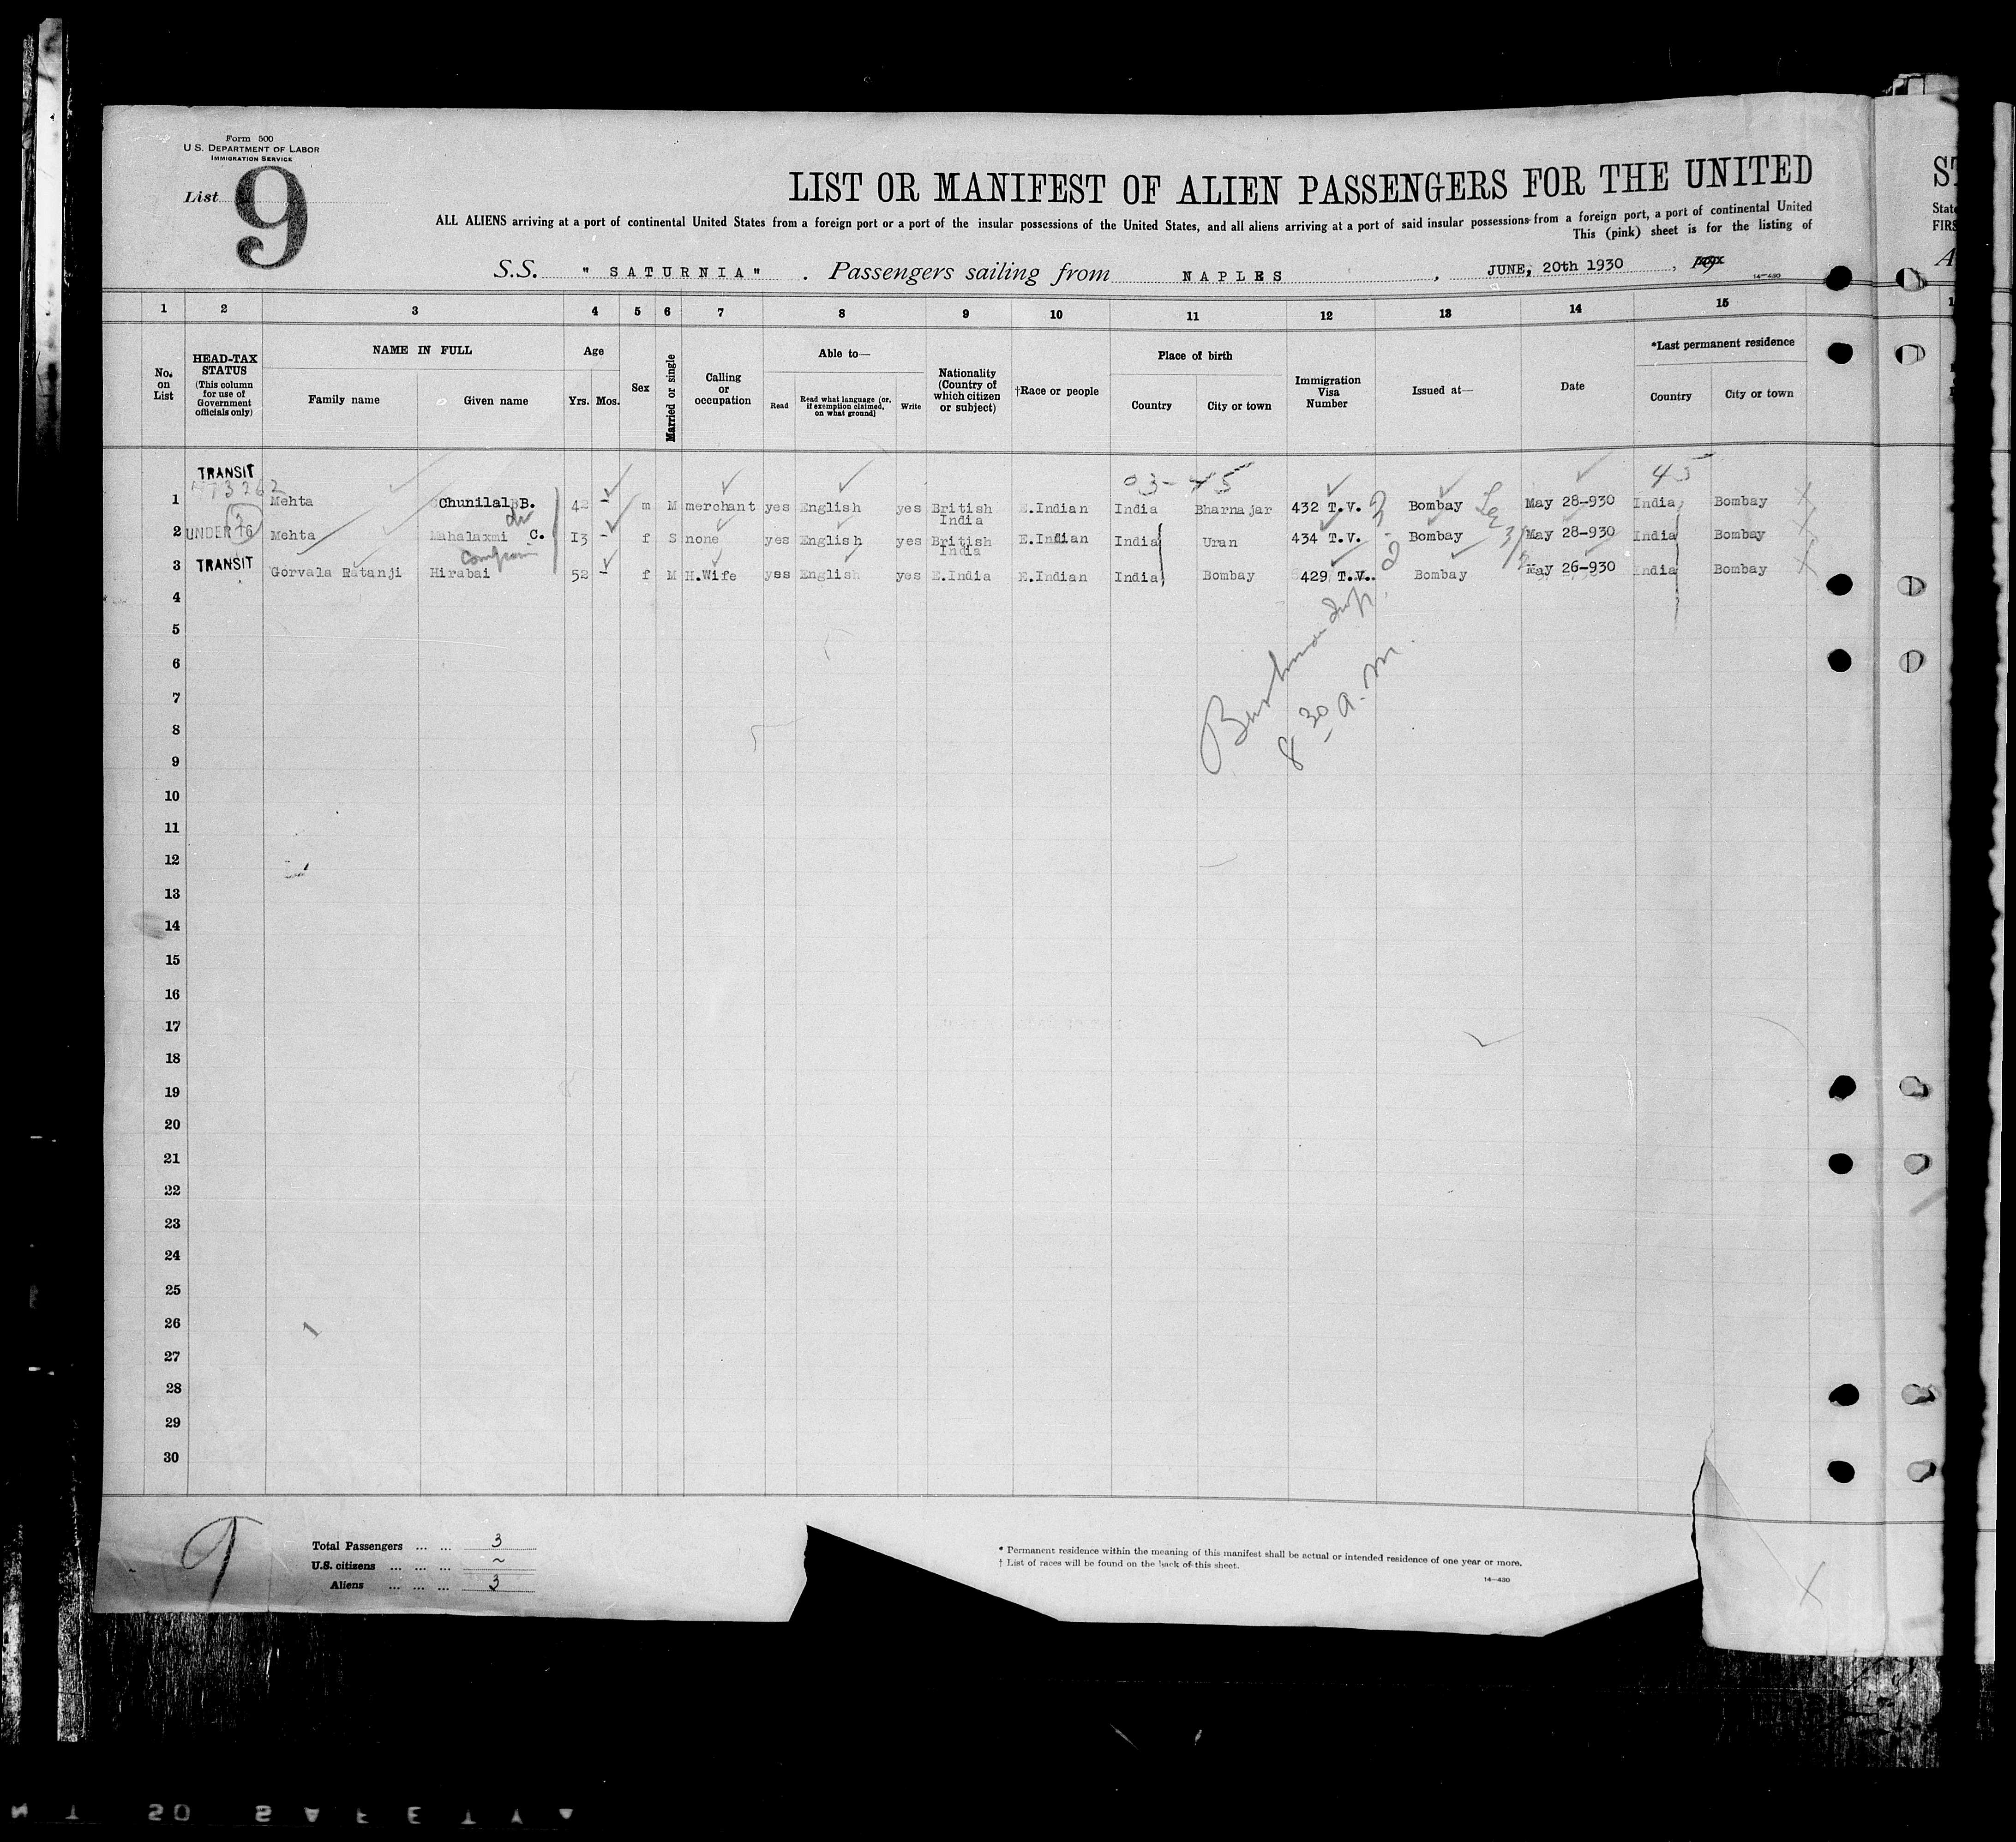 Form 500
U.S. DEPARTMENT OF LABOR
IMMIGRATION SERVICE
List 9
LIST OR MANIFEST OF ALIEN PASSENGERS FOR THE UNITED
ST
ALL ALIENS arriving at a port of continental United States from a foreign port or a port of the insular possessions of the United States, and all aliens arriving at a port of said insular possessions from a foreign port, a port of continental United
State
This (pink) sheet is for the listing of
FIRS
S.S. "SATURNIA". Passengers sailing from NAPLES, JUNE, 20th 1930, 19
14—430
A
1 2 3 4 5 6 7 8 9 10 11 12 13 14 15
No. on List
HEAD-TAX STATUS (This column for use of Government officials only)
NAME IN FULL
Family name Given name
Age
Yrs. Mos.
Sex
Married or single
Calling or occupation
Able to—
Read Read what language (or, if exemption claimed, on what ground) Write
Nationality (Country of which citizen or subject)
†Race or people
Place of birth
Country City or town
Immigration Visa Number
Issued at—
Date
*Last permanent residence
Country City or town
TRANSIT 03-45 45
1 Mehta Chunilal B. 42 - m M merchant yes English yes British India E.Indian India Bharnajar 432 T.V. Bombay May 28-930 India Bombay
2 UNDER 16 Mehta Mahalaxmi C. 13 - f S none yes English yes British India E.Indian India Uran 434 T.V. Bombay May 28-930 India Bombay
3 TRANSIT Gorvala Ratanji Hirabai 52 - f M H.Wife yes English yes E.India E.Indian India Bombay 429 T.V. Bombay May 26-930 India Bombay
4
5
6
7
8
8 30 a.m.
9
10
11
12
13
14
15
16
17
18
19
20
21
22
23
24
25
26
27
28
29
30
9
Total Passengers ... ... 3
U.S. citizens ... ... ... ~
Aliens ... ... ... 3
* Permanent residence within the meaning of this manifest shall be actual or intended residence of one year or more.
† List of races will be found on the back of this sheet.
14—430
NT 50 SAFETY